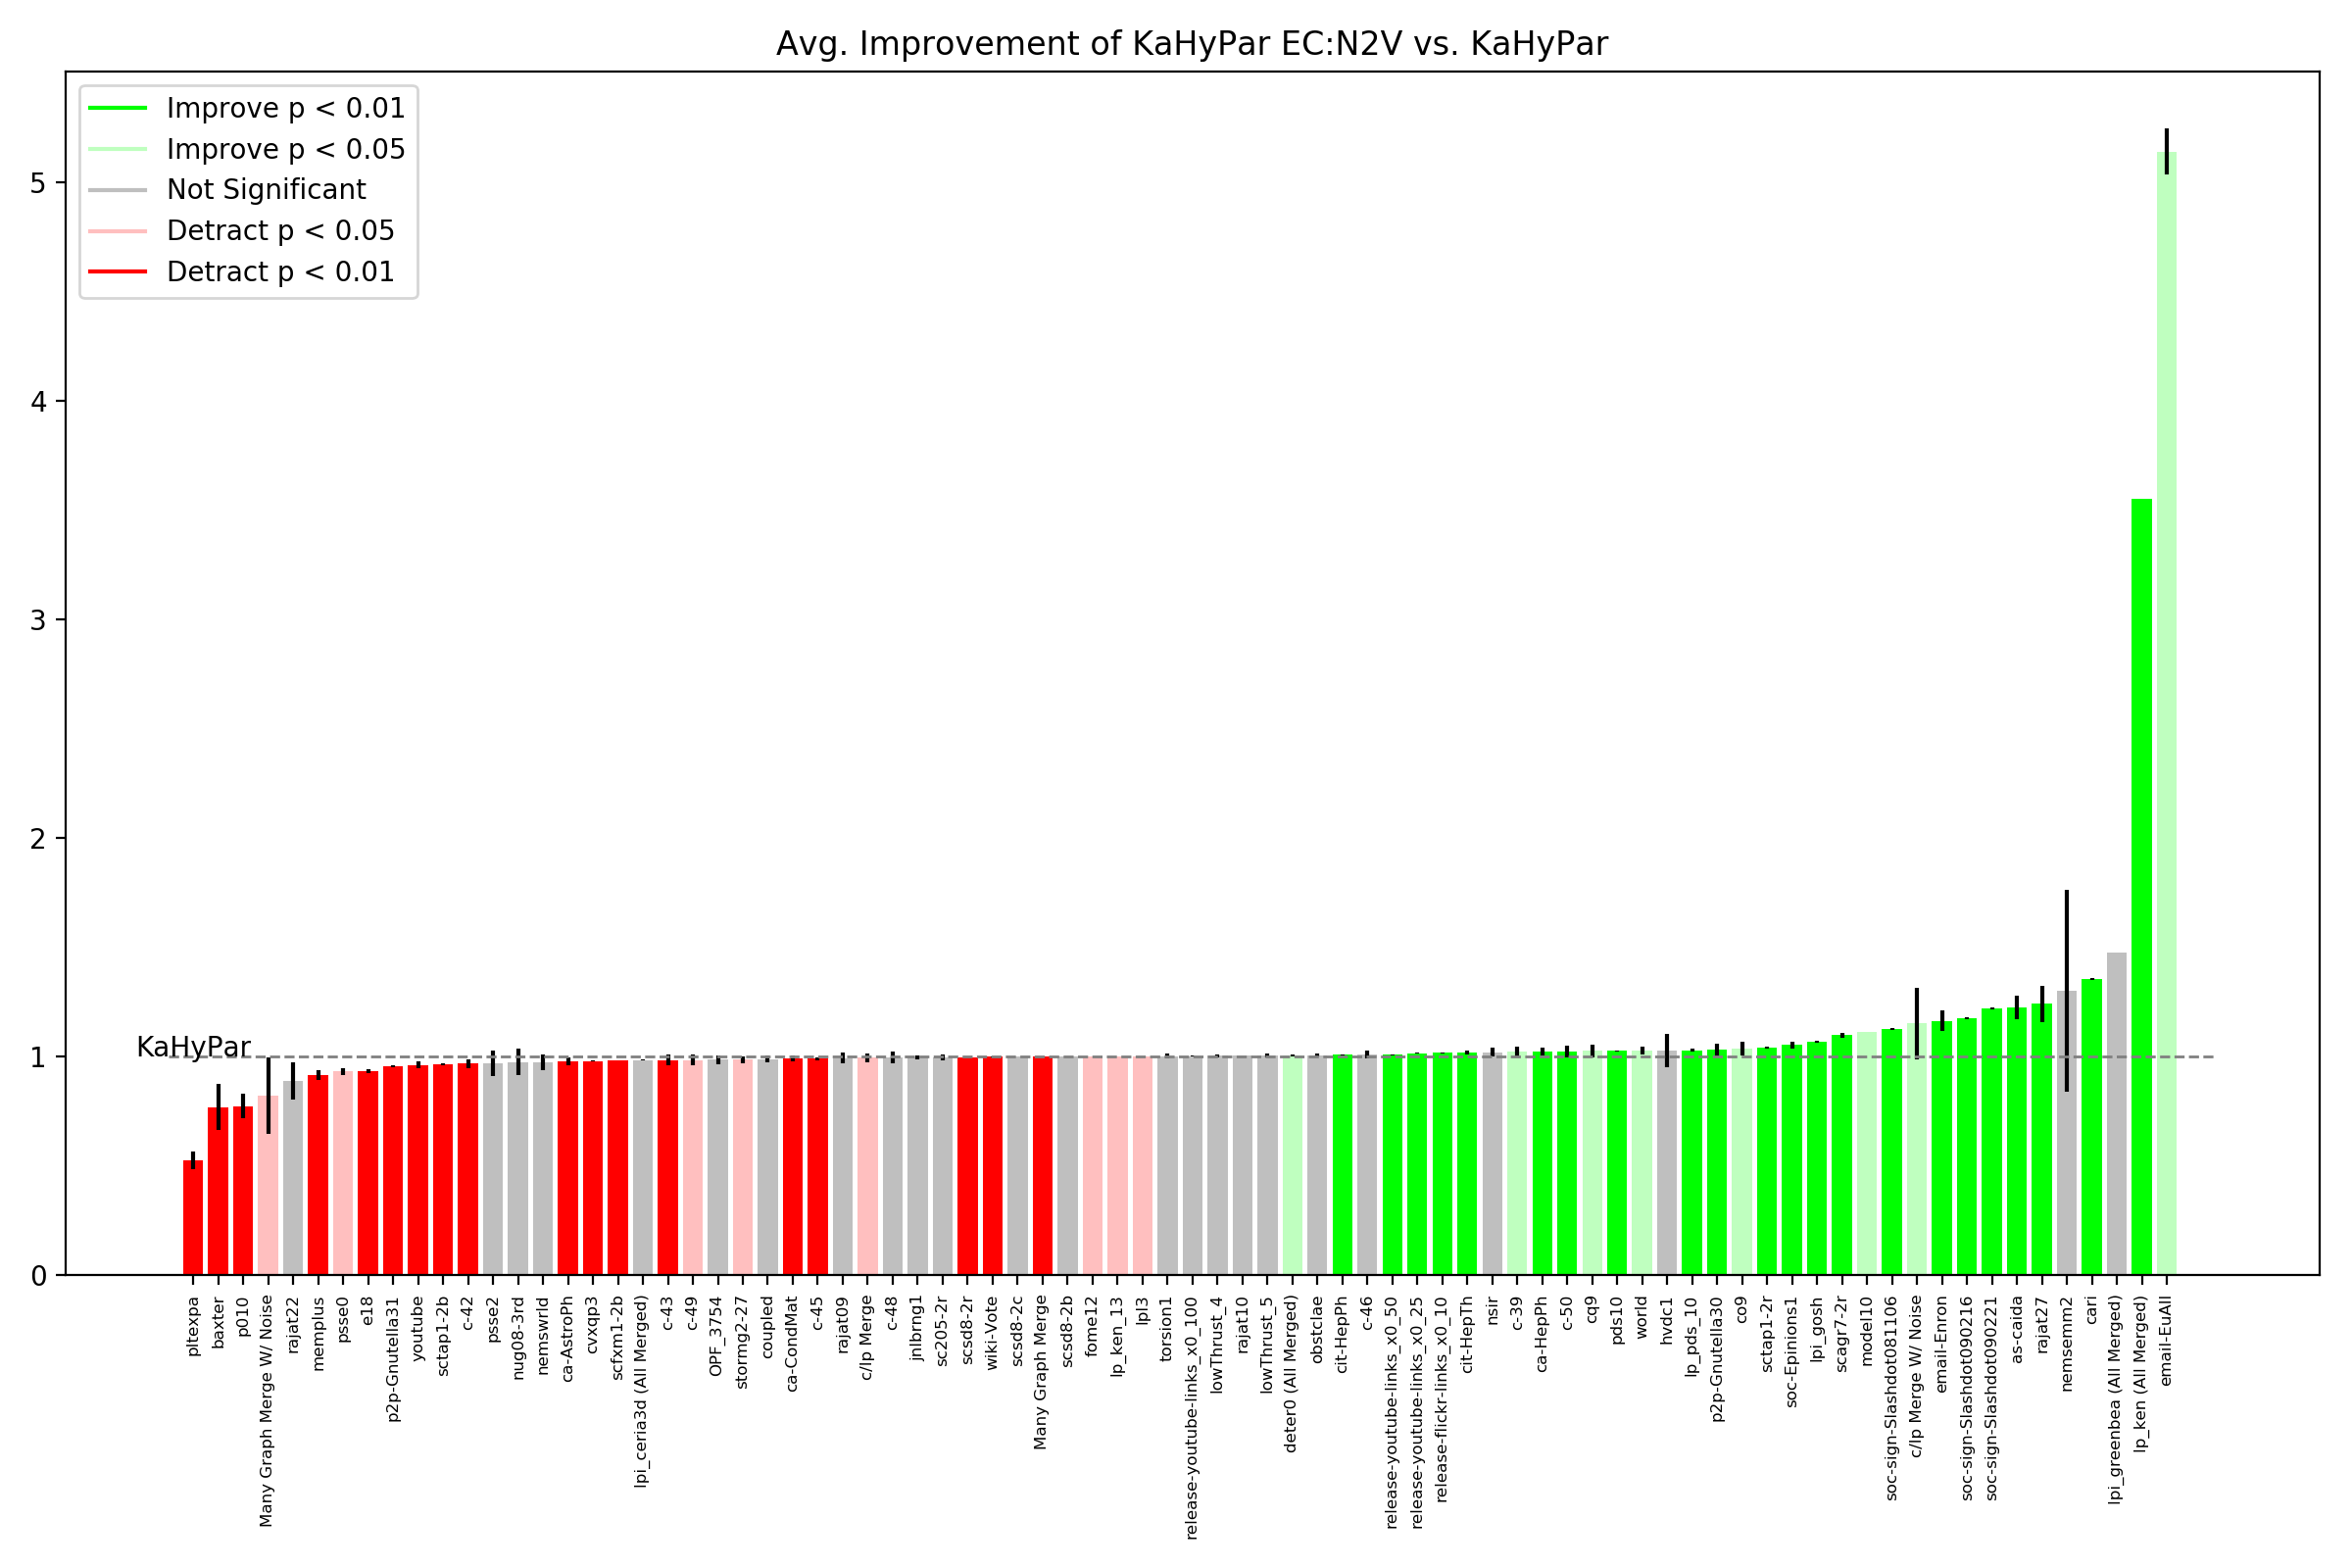 Avg. Improvement of KaHyPar EC:N2V vs. KaHyPar
Improve p < 0.01
Improve p < 0.05
Not Significant
Detract p < 0.05
Detract p < 0.01
5
4
3
2
1
0
KaHyPar
pltexpa
baxter
p010
Many Graph Merge W/ Noise
rajat22
memplus
psse0
e18
p2p-Gnutella31
youtube
sctap1-2b
c-42
psse2
nug08-3rd
nemswrld
ca-AstroPh
cvxqp3
scfxm1-2b
lpi_ceria3d (All Merged)
c-43
c-49
OPF_3754
stormg2-27
coupled
ca-CondMat
c-45
rajat09
c/lp Merge
c-48
jnlbrng1
sc205-2r
scsd8-2r
wiki-Vote
scsd8-2c
Many Graph Merge
scsd8-2b
fome12
lp_ken_13
lpl3
torsion1
release-youtube-links_x0_100
lowThrust_4
rajat10
lowThrust_5
deter0 (All Merged)
obstclae
cit-HepPh
c-46
release-youtube-links_x0_50
release-youtube-links_x0_25
release-flickr-links_x0_10
cit-HepTh
nsir
c-39
ca-HepPh
c-50
cq9
pds10
world
hvdc1
lp_pds_10
p2p-Gnutella30
co9
sctap1-2r
soc-Epinions1
lpi_gosh
scagr7-2r
model10
soc-sign-Slashdot081106
c/lp Merge W/ Noise
email-Enron
soc-sign-Slashdot090216
soc-sign-Slashdot090221
as-caida
rajat27
nemsemm2
cari
lpi_greenbea (All Merged)
lp_ken (All Merged)
email-EuAll